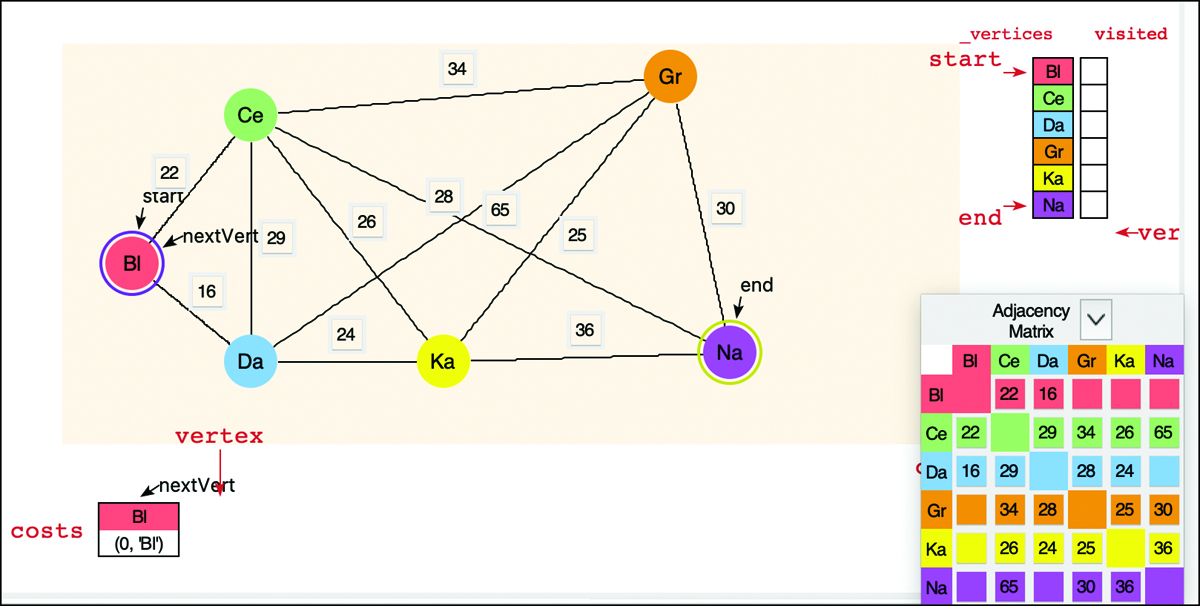 _vertices visited
start
Bl
Ce
Da
Gr
Ka
Na
end
ver
34
Gr
Ce
22
start
28
65
30
26
25
nextVert
29
Bl
16
end
24
36
Da
Ka
Na
vertex
nextVert
costs
Bl
(0, 'Bl')
Adjacency
Matrix
Bl Ce Da Gr Ka Na
Bl 22 16
Ce 22 29 34 26 65
Da 16 29 28 24
Gr 34 28 25 30
Ka 26 24 25 36
Na 65 30 36